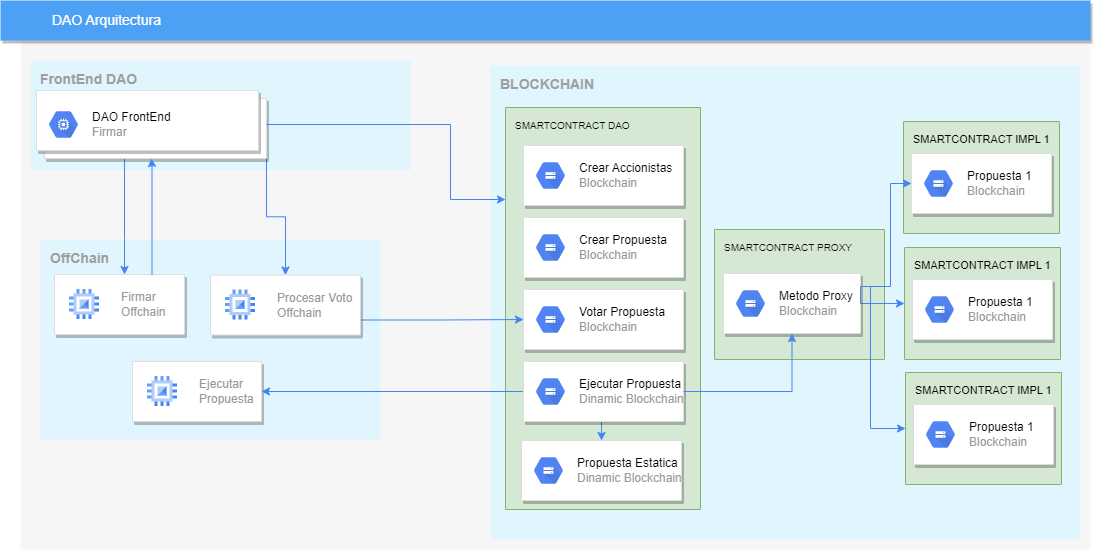 DAO Arquitectura
FrontEnd DAO
DAO FrontEnd
Firmar
OffChain
Firmar
Offchain
Procesar Voto
Offchain
Ejecutar
Propuesta
BLOCKCHAIN
SMARTCONTRACT DAO
Crear Accionistas
Blockchain
Crear Propuesta
Blockchain
Votar Propuesta
Blockchain
Ejecutar Propuesta
Dinamic Blockchain
Propuesta Estatica
Dinamic Blockchain
SMARTCONTRACT PROXY
Metodo Proxy
Blockchain
SMARTCONTRACT IMPL 1
Propuesta 1
Blockchain
SMARTCONTRACT IMPL 1
Propuesta 1
Blockchain
SMARTCONTRACT IMPL 1
Propuesta 1
Blockchain